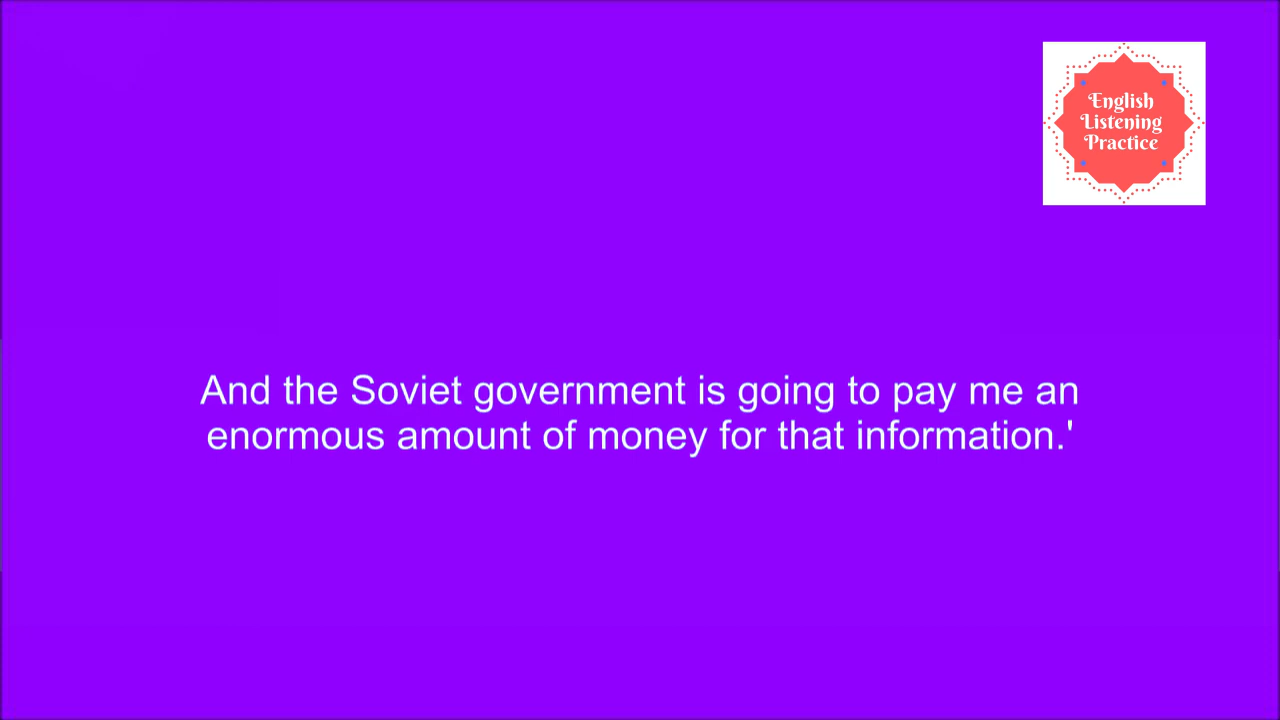 English
Listening
Practice
And the Soviet government is going to pay me an
enormous amount of money for that information.'